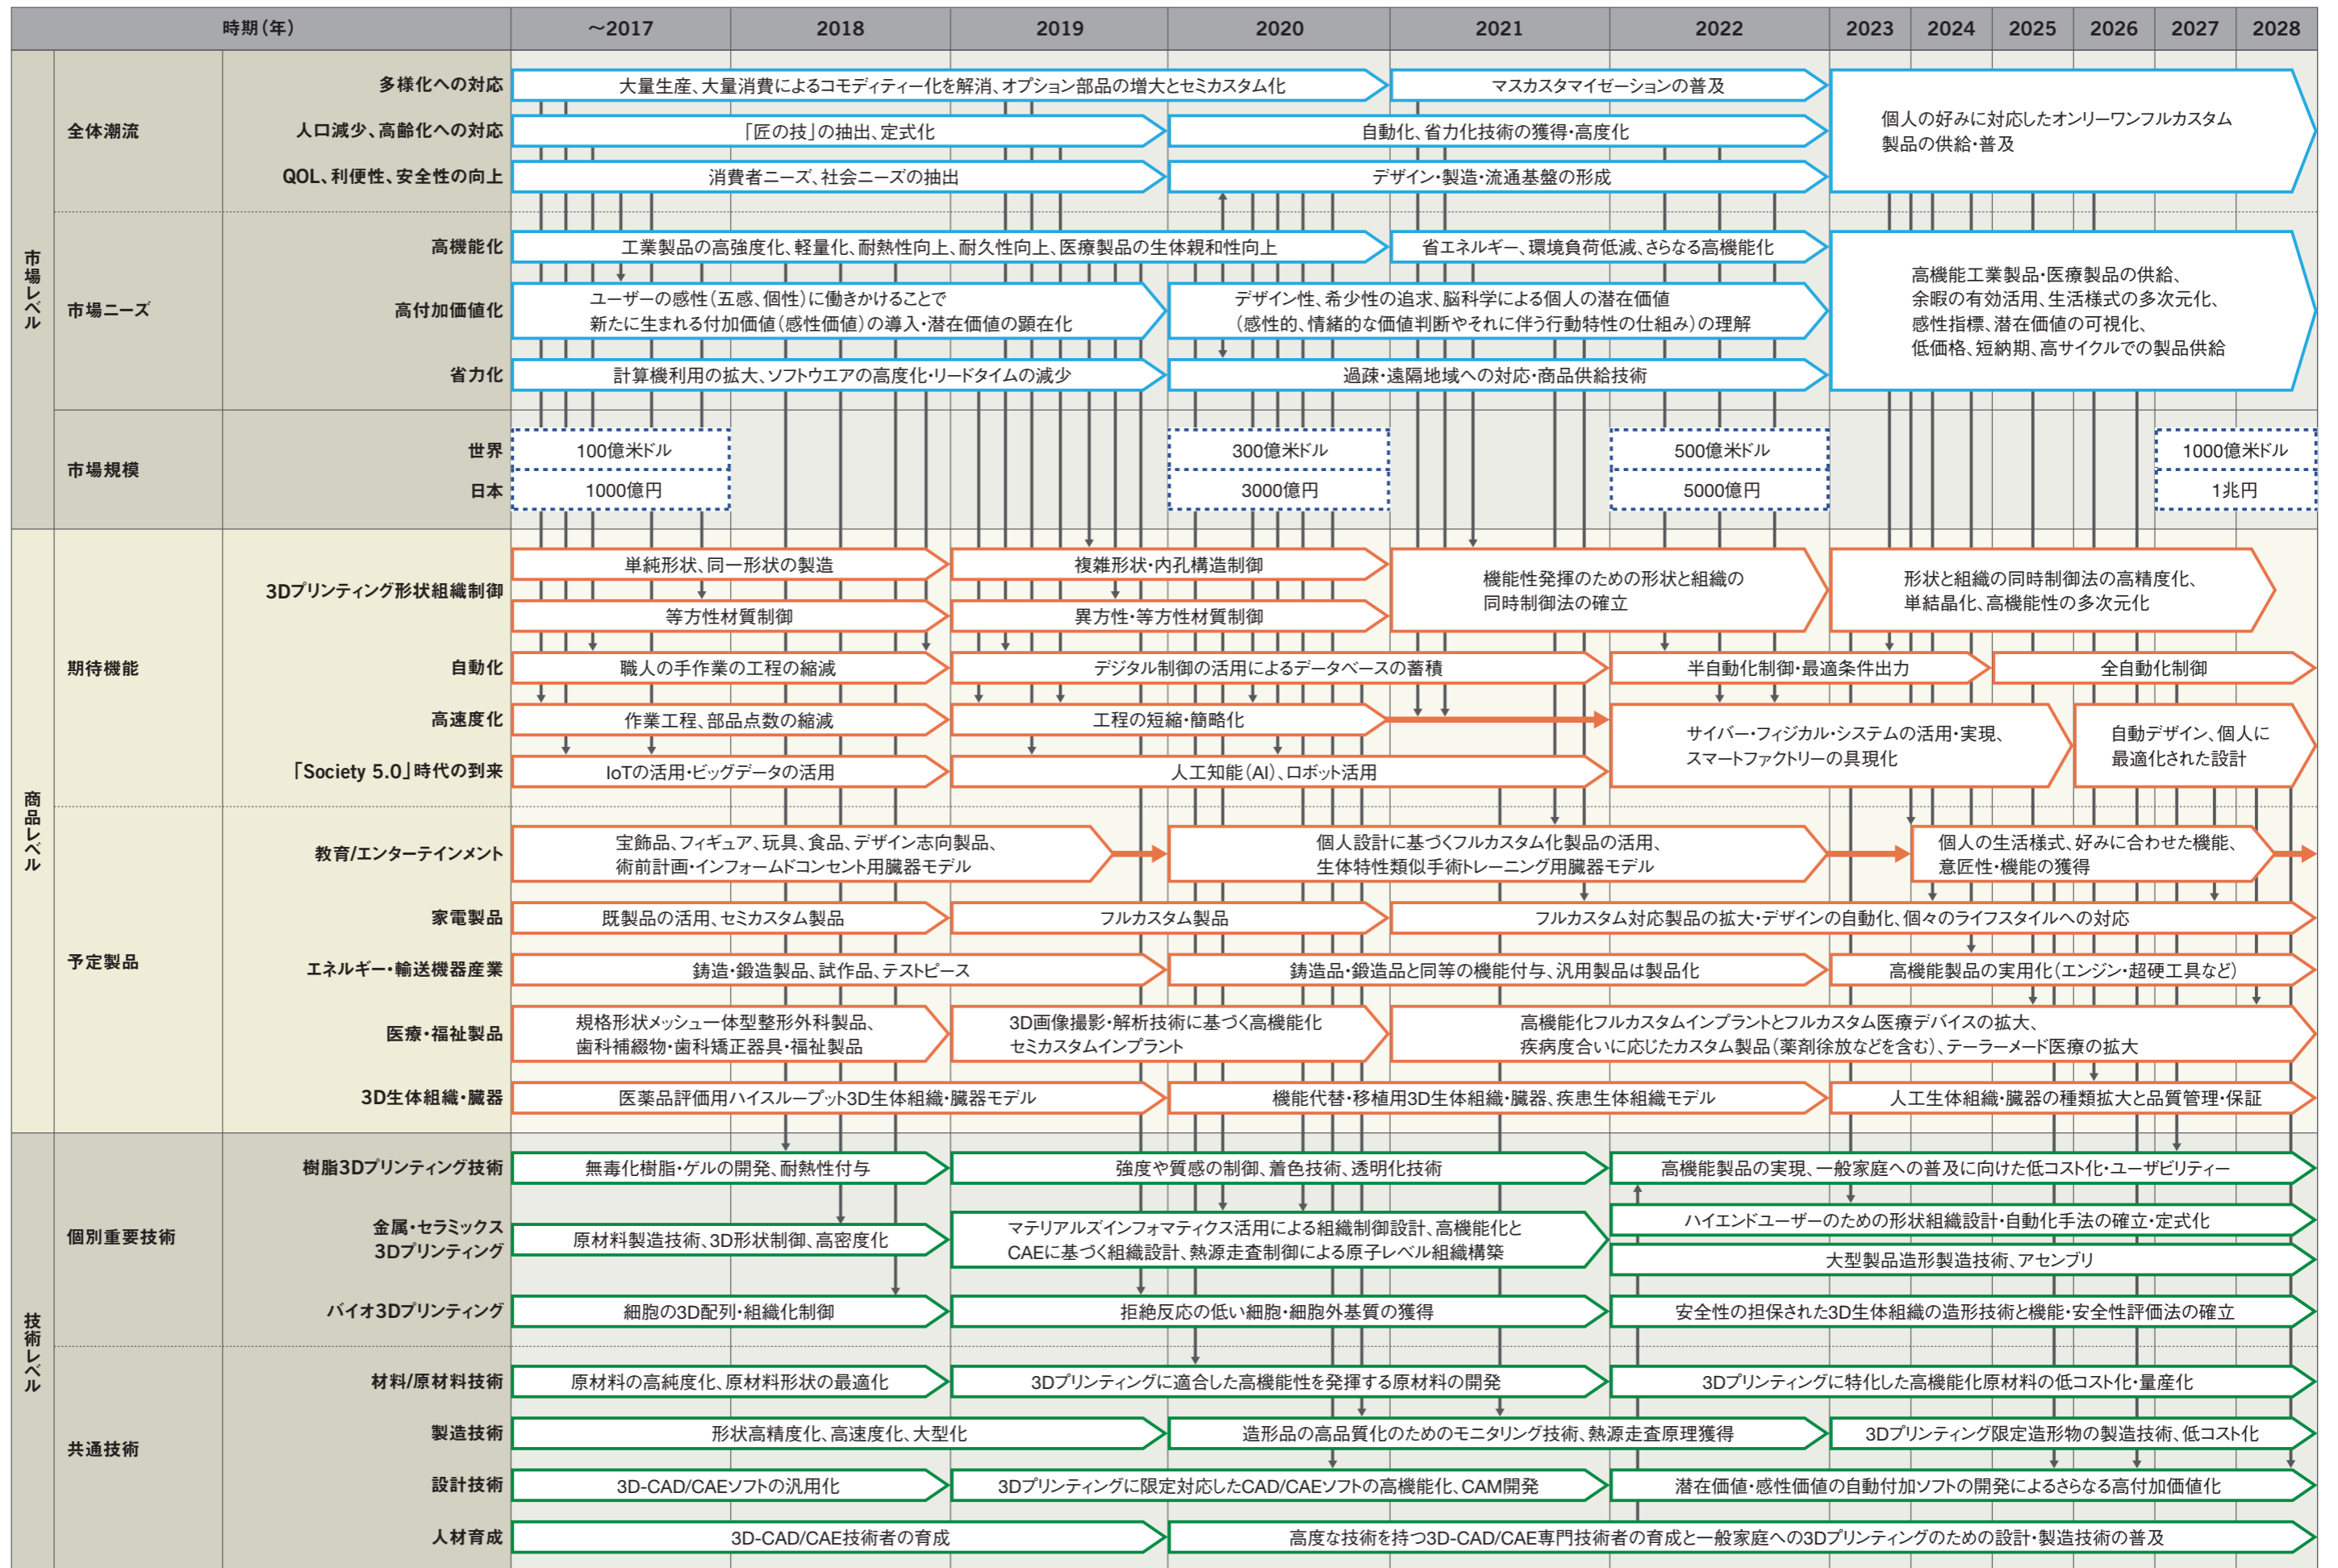 時期（年）
～2017
2018
2019
2020
2021
2022
2023
2024
2025
2026
2027
2028
市場レベル
全体潮流
多様化への対応
大量生産、大量消費によるコモディティー化を解消、オプション部品の増大とセミカスタム化
マスカスタマイゼーションの普及
個人の好みに対応したオンリーワンフルカスタム
製品の供給・普及
人口減少、高齢化への対応
「匠の技」の抽出、定式化
自動化、省力化技術の獲得・高度化
QOL、利便性、安全性の向上
消費者ニーズ、社会ニーズの抽出
デザイン・製造・流通基盤の形成
市場ニーズ
高機能化
工業製品の高強度化、軽量化、耐熱性向上、耐久性向上、医療製品の生体親和性向上
省エネルギー、環境負荷低減、さらなる高機能化
高機能工業製品・医療製品の供給、
余暇の有効活用、生活様式の多次元化、
感性指標、潜在価値の可視化、
低価格、短納期、高サイクルでの製品供給
高付加価値化
ユーザーの感性（五感、個性）に働きかけることで
新たに生まれる付加価値（感性価値）の導入・潜在価値の顕在化
デザイン性、希少性の追求、脳科学による個人の潜在価値
（感性的、情緒的な価値判断やそれに伴う行動特性の仕組み）の理解
省力化
計算機利用の拡大、ソフトウエアの高度化・リードタイムの減少
過疎・遠隔地域への対応・商品供給技術
市場規模
世界
100億米ドル
300億米ドル
500億米ドル
1000億米ドル
日本
1000億円
3000億円
5000億円
1兆円
商品レベル
期待機能
3Dプリンティング形状組織制御
単純形状、同一形状の製造
複雑形状・内孔構造制御
機能性発揮のための形状と組織の
同時制御法の確立
形状と組織の同時制御法の高精度化、
単結晶化、高機能性の多次元化
等方性材質制御
異方性・等方性材質制御
自動化
職人の手作業の工程の縮減
デジタル制御の活用によるデータベースの蓄積
半自動化制御・最適条件出力
全自動化制御
高速度化
作業工程、部品点数の縮減
工程の短縮・簡略化
サイバー・フィジカル・システムの活用・実現、
スマートファクトリーの具現化
自動デザイン、個人に
最適化された設計
「Society 5.0」時代の到来
IoTの活用・ビッグデータの活用
人工知能（AI）、ロボット活用
予定製品
教育/エンターテインメント
宝飾品、フィギュア、玩具、食品、デザイン志向製品、
術前計画・インフォームドコンセント用臓器モデル
個人設計に基づくフルカスタム化製品の活用、
生体特性類似手術トレーニング用臓器モデル
個人の生活様式、好みに合わせた機能、
意匠性・機能の獲得
家電製品
既製品の活用、セミカスタム製品
フルカスタム製品
フルカスタム対応製品の拡大・デザインの自動化、個々のライフスタイルへの対応
エネルギー・輸送機器産業
鋳造・鍛造製品、試作品、テストピース
鋳造品・鍛造品と同等の機能付与、汎用製品は製品化
高機能製品の実用化（エンジン・超硬工具など）
医療・福祉製品
規格形状メッシュ一体型整形外科製品、
歯科補綴物・歯科矯正器具・福祉製品
3D画像撮影・解析技術に基づく高機能化
セミカスタムインプラント
高機能化フルカスタムインプラントとフルカスタム医療デバイスの拡大、
疾病度合いに応じたカスタム製品（薬剤徐放などを含む）、テーラーメード医療の拡大
3D生体組織・臓器
医薬品評価用ハイスループット3D生体組織・臓器モデル
機能代替・移植用3D生体組織・臓器、疾患生体組織モデル
人工生体組織・臓器の種類拡大と品質管理・保証
技術レベル
個別重要技術
樹脂3Dプリンティング技術
無毒化樹脂・ゲルの開発、耐熱性付与
強度や質感の制御、着色技術、透明化技術
高機能製品の実現、一般家庭への普及に向けた低コスト化・ユーザビリティー
金属・セラミックス
3Dプリンティング
原材料製造技術、3D形状制御、高密度化
マテリアルズインフォマティクス活用による組織制御設計、高機能化と
CAEに基づく組織設計、熱源走査制御による原子レベル組織構築
ハイエンドユーザーのための形状組織設計・自動化手法の確立・定式化
大型製品造形製造技術、アセンブリ
バイオ3Dプリンティング
細胞の3D配列・組織化制御
拒絶反応の低い細胞・細胞外基質の獲得
安全性の担保された3D生体組織の造形技術と機能・安全性評価法の確立
共通技術
材料/原材料技術
原材料の高純度化、原材料形状の最適化
3Dプリンティングに適合した高機能性を発揮する原材料の開発
3Dプリンティングに特化した高機能化原材料の低コスト化・量産化
製造技術
形状高精度化、高速度化、大型化
造形品の高品質化のためのモニタリング技術、熱源走査原理獲得
3Dプリンティング限定造形物の製造技術、低コスト化
設計技術
3D-CAD/CAEソフトの汎用化
3Dプリンティングに限定対応したCAD/CAEソフトの高機能化、CAM開発
潜在価値・感性価値の自動付加ソフトの開発によるさらなる高付加価値化
人材育成
3D-CAD/CAE技術者の育成
高度な技術を持つ3D-CAD/CAE専門技術者の育成と一般家庭への3Dプリンティングのための設計・製造技術の普及